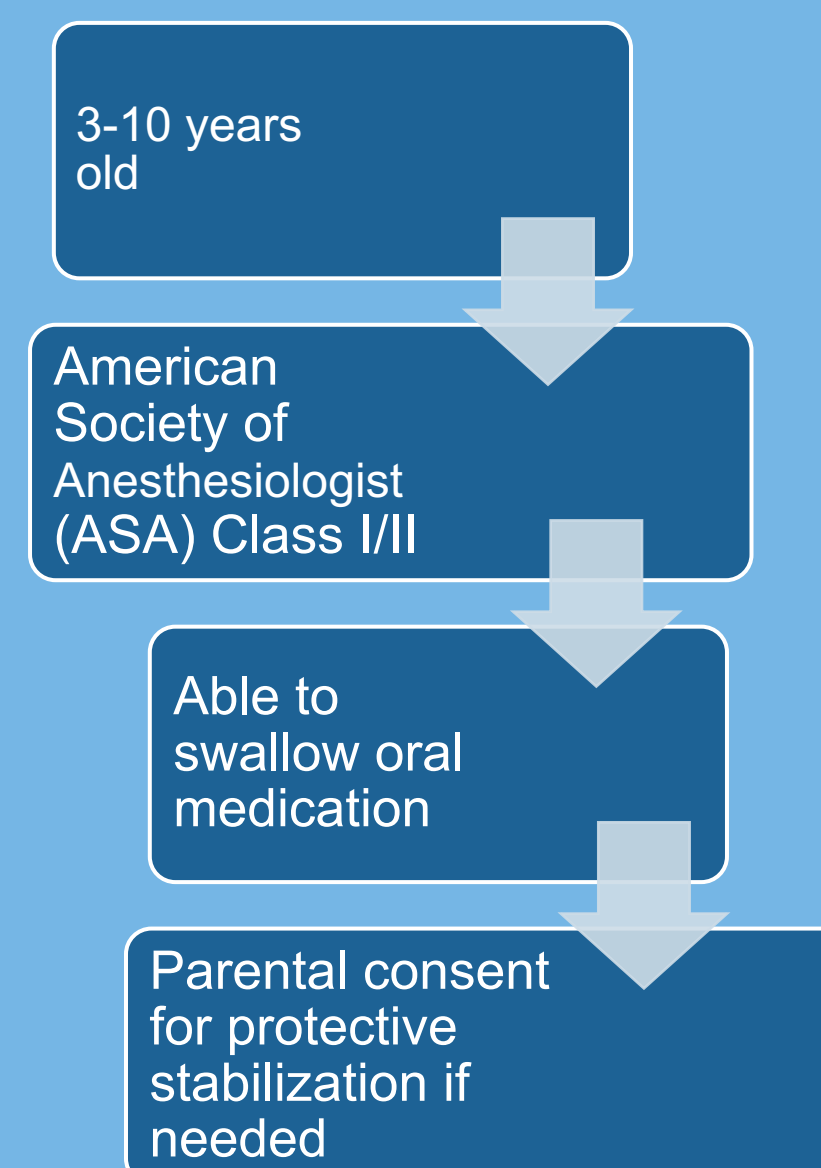 3-10 years
old
American
Society of
Anesthesiologist
(ASA) Class I/II
Able to
swallow oral
medication
Parental consent
for protective
stabilization if
needed